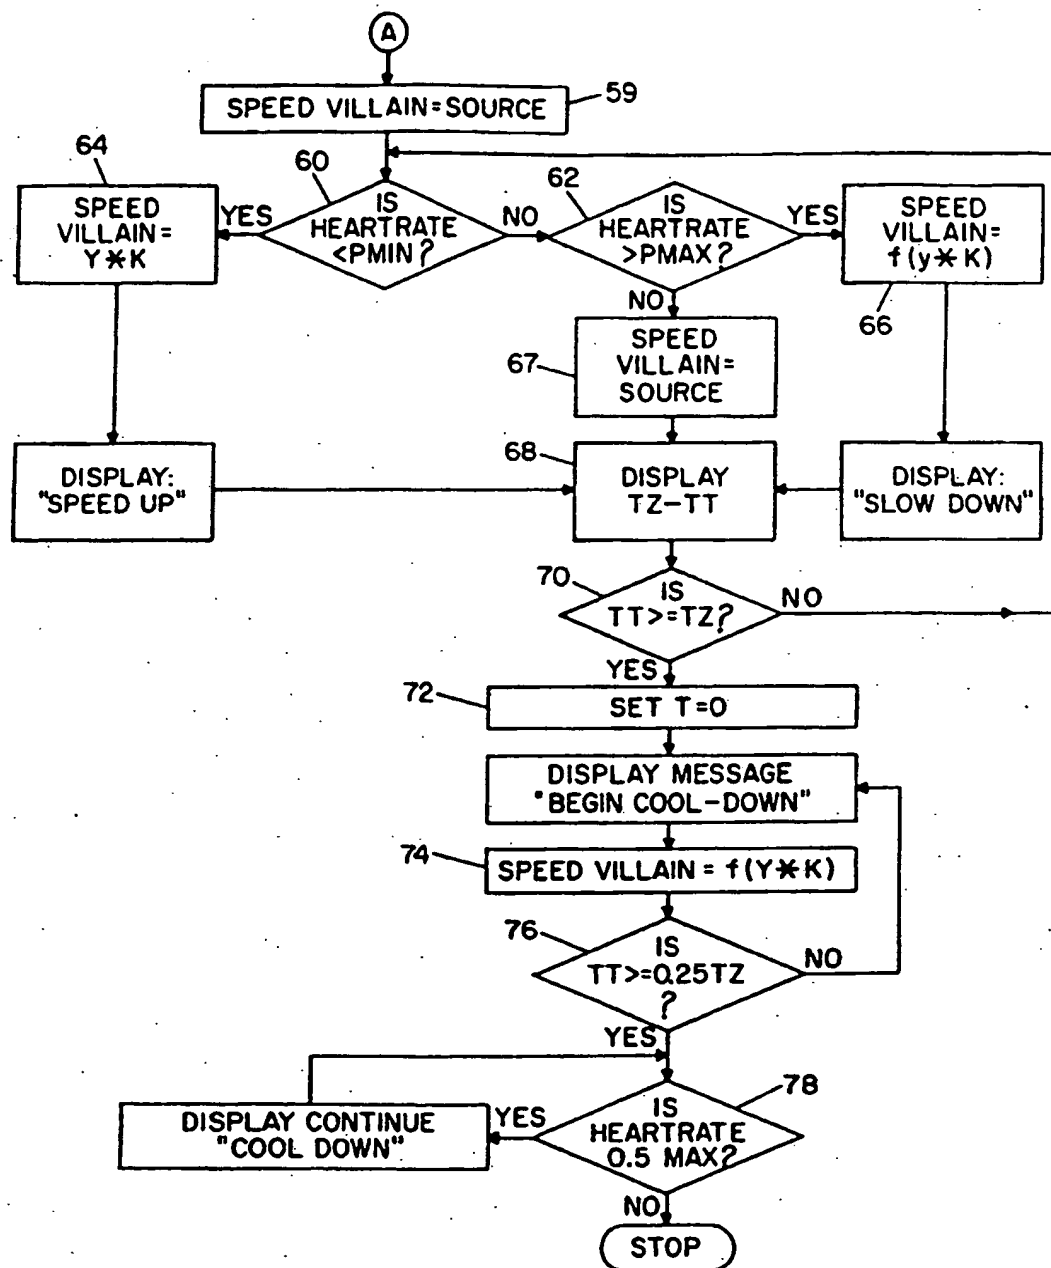 A
SPEED VILLAIN=SOURCE
59
64
60
62
SPEED
VILLAIN=
Y*K
YES
IS
HEARTRATE
<PMIN?
NO
IS
HEARTRATE
>PMAX?
YES
SPEED
VILLAIN=
f(y*K)
66
NO
67
SPEED
VILLAIN=
SOURCE
68
DISPLAY:
"SPEED UP"
DISPLAY
TZ-TT
DISPLAY:
"SLOW DOWN"
70
IS
TT>=TZ?
NO
YES
72
SET T=0
DISPLAY MESSAGE
"BEGIN COOL-DOWN"
74
SPEED VILLAIN = f(Y*K)
76
IS
TT>=0.25TZ
?
NO
YES
78
DISPLAY CONTINUE
"COOL DOWN"
YES
IS
HEARTRATE
0.5 MAX?
NO
STOP